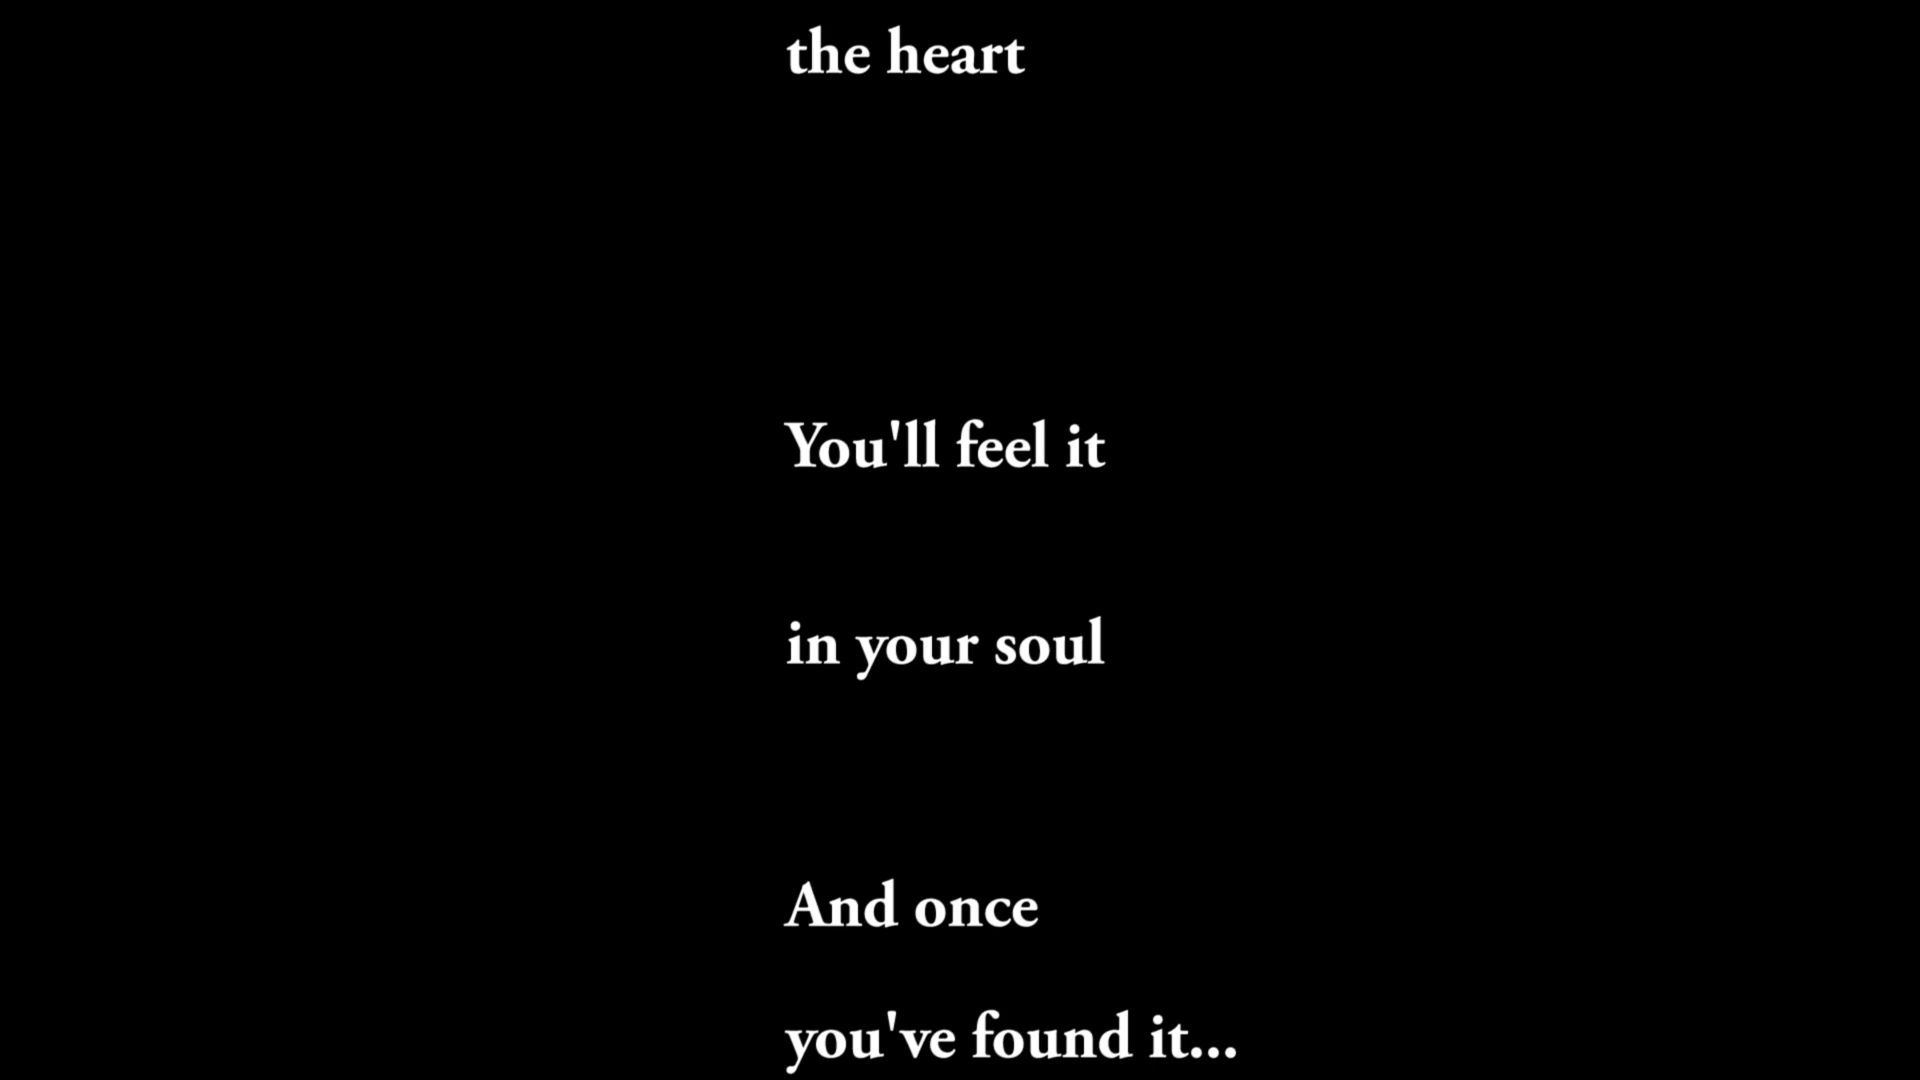 the heart
You'll feel it
in your soul
And once
you've found it...